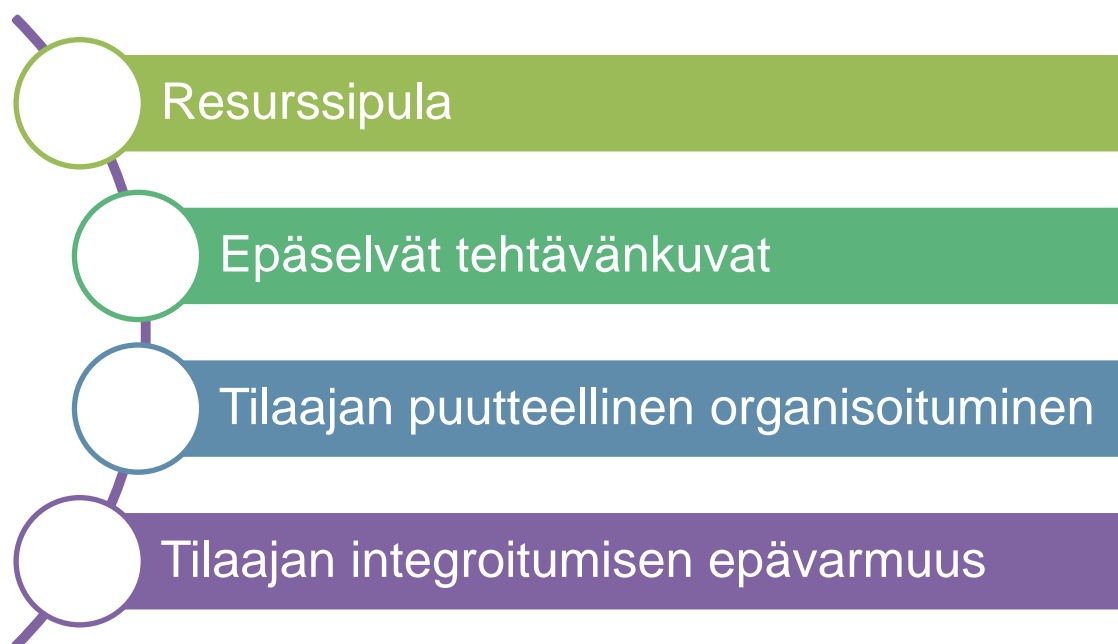 Resurssipula
Epäselvät tehtävänkuvat
Tilaajan puutteellinen organisoituminen
Tilaajan integroitumisen epävarmuus